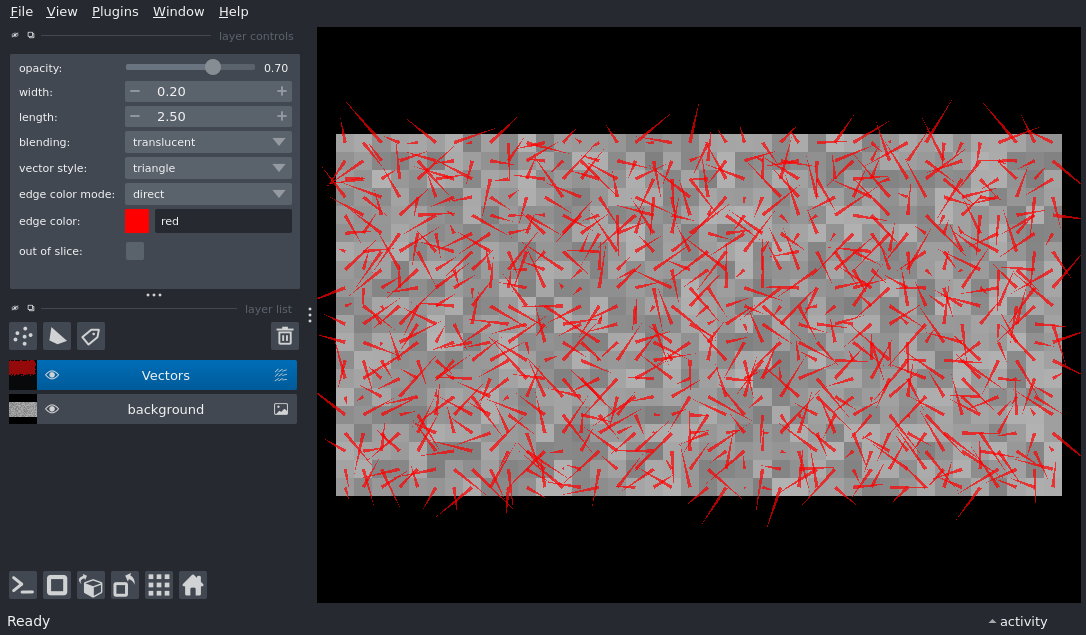 File View Plugins Window Help
layer controls
opacity: 0.70
width: − 0.20 +
length: − 2.50 +
blending: translucent
vector style: triangle
edge color mode: direct
edge color: red
out of slice:
layer list
Vectors
background
Ready
activity